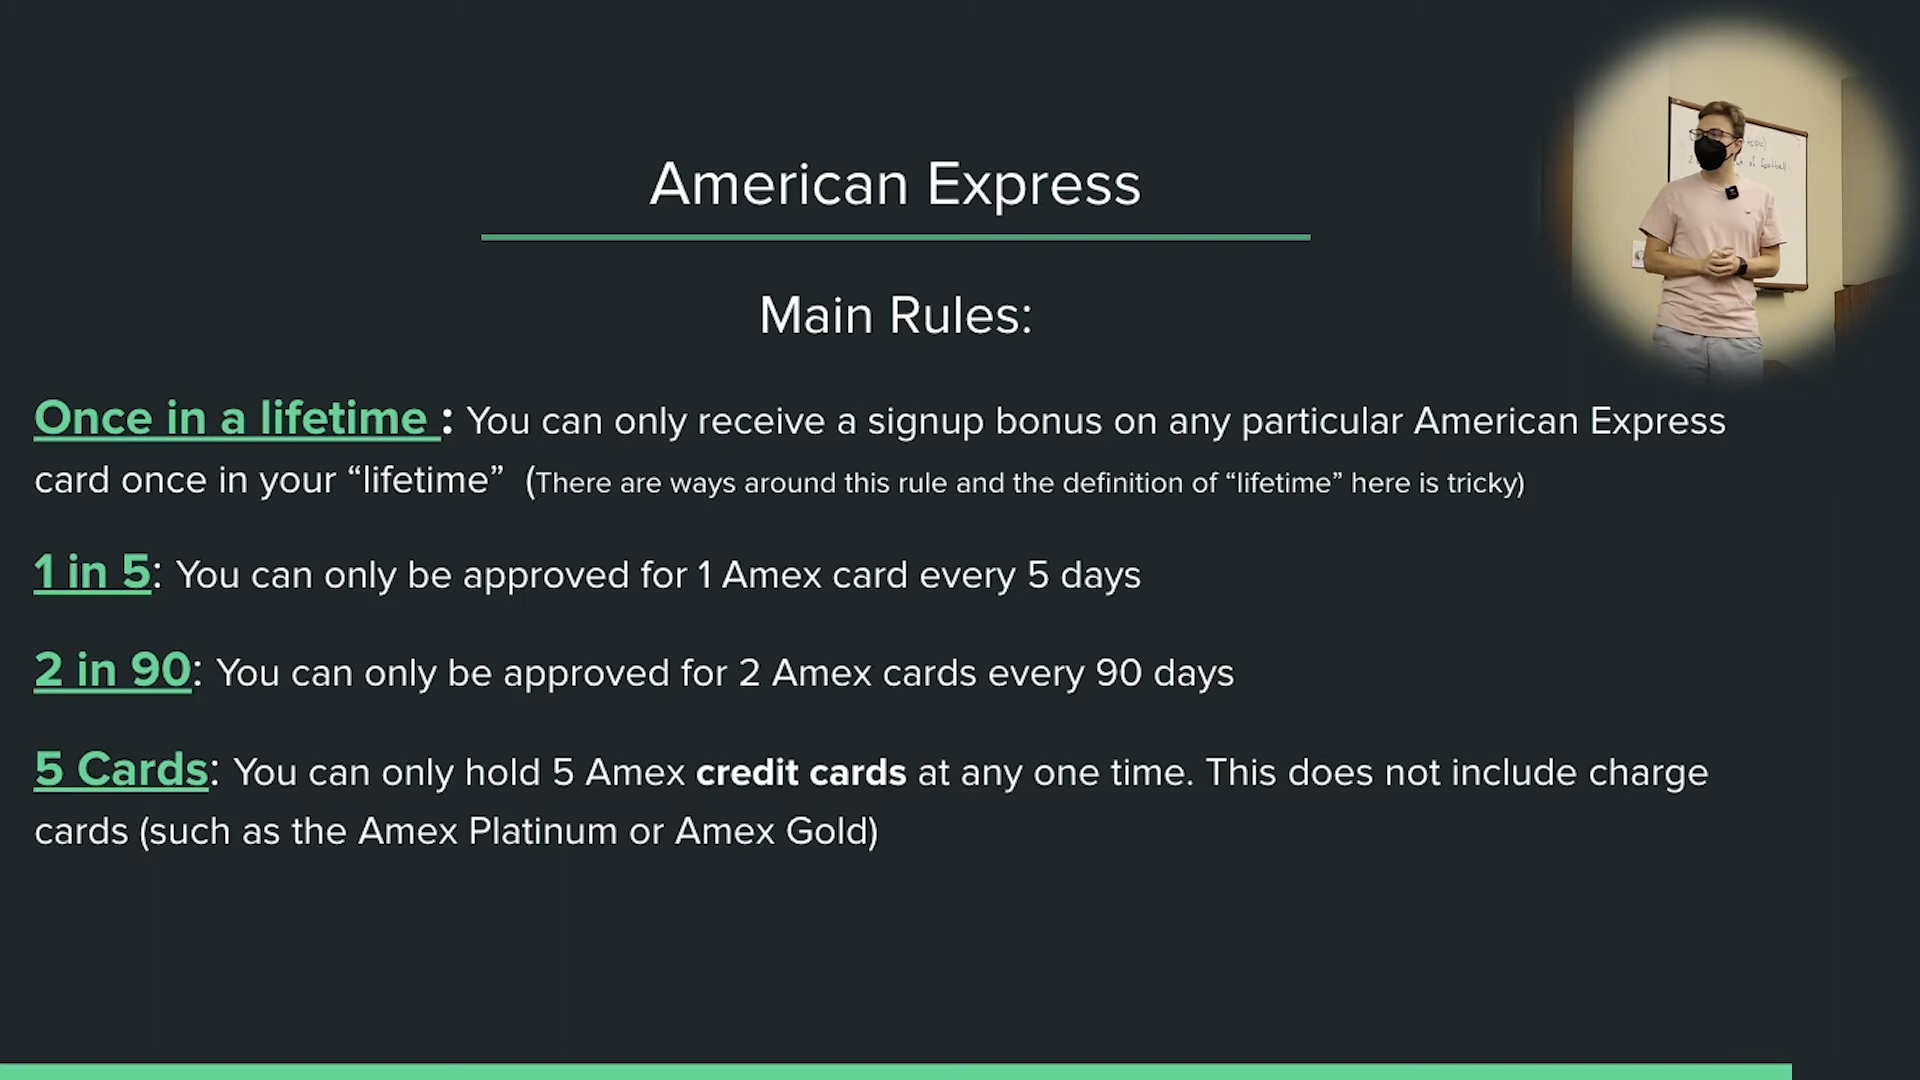 American Express
Main Rules:
Once in a lifetime : You can only receive a signup bonus on any particular American Express
card once in your “lifetime” (There are ways around this rule and the definition of “lifetime” here is tricky)
1 in 5: You can only be approved for 1 Amex card every 5 days
2 in 90: You can only be approved for 2 Amex cards every 90 days
5 Cards: You can only hold 5 Amex credit cards at any one time. This does not include charge
cards (such as the Amex Platinum or Amex Gold)